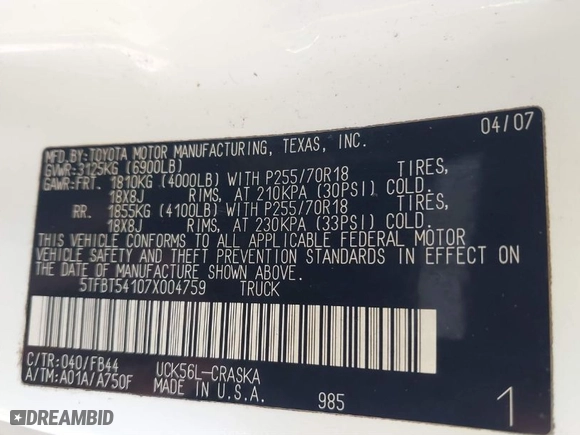 MFD.BY:TOYOTA MOTOR MANUFACTURING, TEXAS, INC. 04/07
GVWR:3125KG (6900LB)
GAWR:FRT. 1810KG (4000LB) WITH P255/70R18 TIRES,
18X8J RIMS, AT 210KPA (30PSI) COLD.
RR. 1855KG (4100LB) WITH P255/70R18 TIRES,
18X8J RIMS, AT 230KPA (33PSI) COLD.
THIS VEHICLE CONFORMS TO ALL APPLICABLE FEDERAL MOTOR
VEHICLE SAFETY AND THEFT PREVENTION STANDARDS IN EFFECT ON
THE DATE OF MANUFACTURE SHOWN ABOVE.
5TFBT54107X004759 TRUCK
C/TR:040/FB44 UCK56L-CRASKA
A/TM:A01A/A750F MADE IN U.S.A. 985 1
DREAMBID